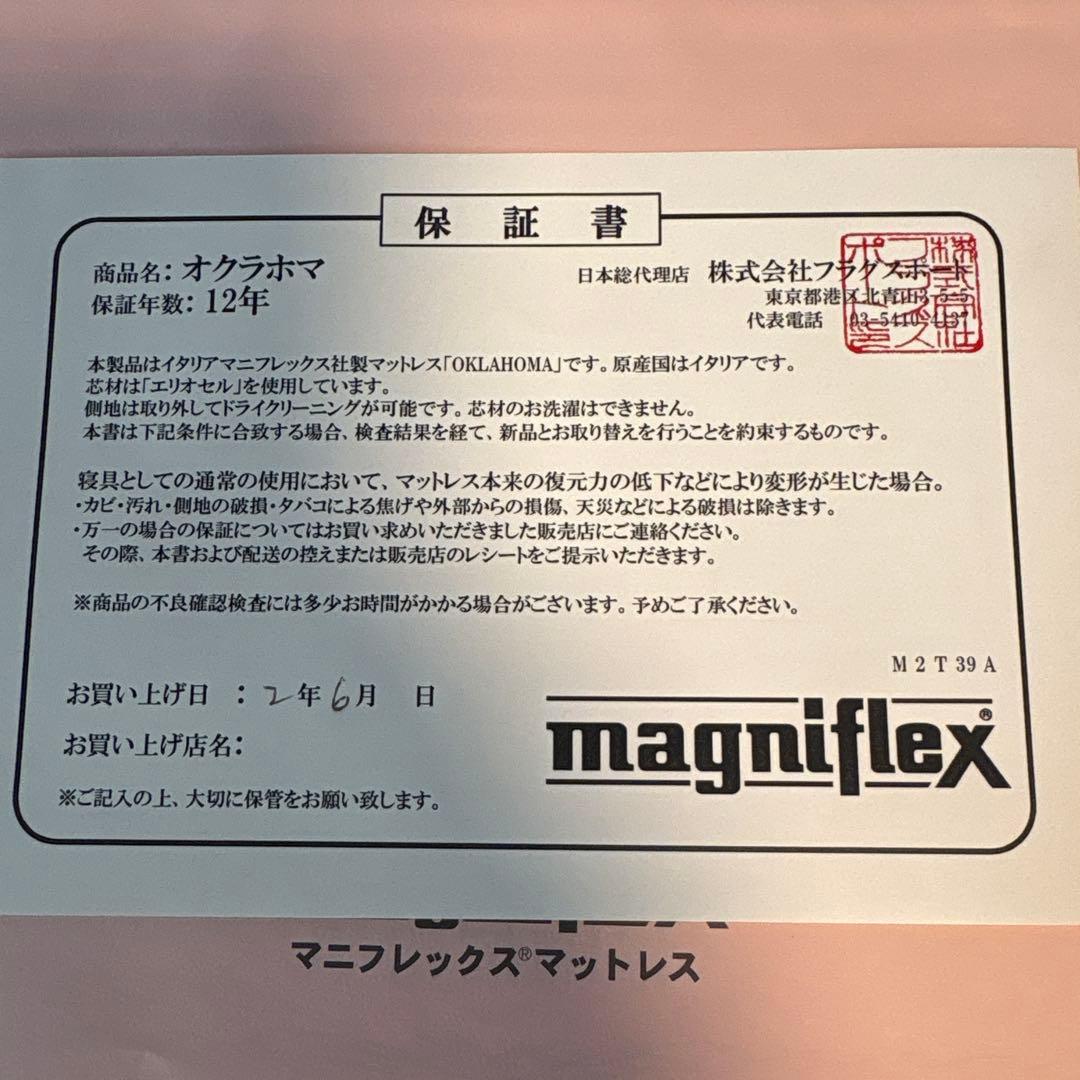 保証書
商品名：オクラホマ
保証年数：12年
日本総代理店 株式会社フラグスポート
東京都港区北青山3-5-5
代表電話 03-5410-4137
本製品はイタリアマニフレックス社製マットレス「OKLAHOMA」です。原産国はイタリアです。
芯材は「エリオセル」を使用しています。
側地は取り外してドライクリーニングが可能です。芯材のお洗濯はできません。
本書は下記条件に合致する場合、検査結果を経て、新品とお取り替えを行うことを約束するものです。
寝具としての通常の使用において、マットレス本来の復元力の低下などにより変形が生じた場合。
・カビ・汚れ・側地の破損・タバコによる焦げや外部からの損傷、天災などによる破損は除きます。
・万一の場合の保証についてはお買い求めいただきました販売店にご連絡ください。
その際、本書および配送の控えまたは販売店のレシートをご提示いただきます。
※商品の不良確認検査には多少お時間がかかる場合がございます。予めご了承ください。
M2T39A
お買い上げ日 ：2年6月 日
magniflex®
お買い上げ店名：
※ご記入の上、大切に保管をお願い致します。
マニフレックス®マットレス